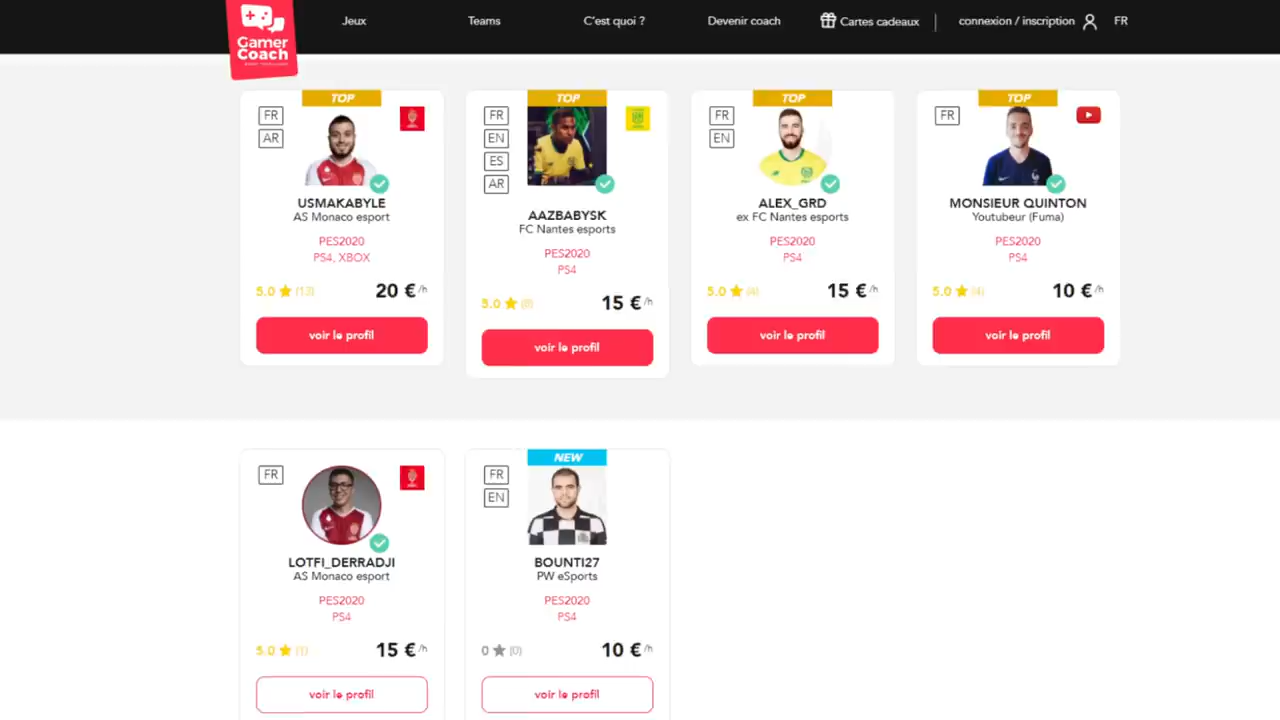 Gamer
Coach
Jeux
Teams
C'est quoi ?
Devenir coach
Cartes cadeaux
connexion / inscription
FR
TOP
FR
AR
USMAKABYLE
AS Monaco esport
PES2020
PS4, XBOX
5.0 (13)
20 € /h
voir le profil
TOP
FR
EN
ES
AR
AAZBABYSK
FC Nantes esports
PES2020
PS4
5.0
15 € /h
voir le profil
TOP
FR
EN
ALEX_GRD
ex FC Nantes esports
PES2020
PS4
5.0 (4)
15 € /h
voir le profil
TOP
FR
MONSIEUR QUINTON
Youtubeur (Fuma)
PES2020
PS4
5.0 (4)
10 € /h
voir le profil
FR
LOTFI_DERRADJI
AS Monaco esport
PES2020
PS4
5.0 (1)
15 € /h
voir le profil
NEW
FR
EN
BOUNTI27
PW eSports
PES2020
PS4
0 (0)
10 € /h
voir le profil